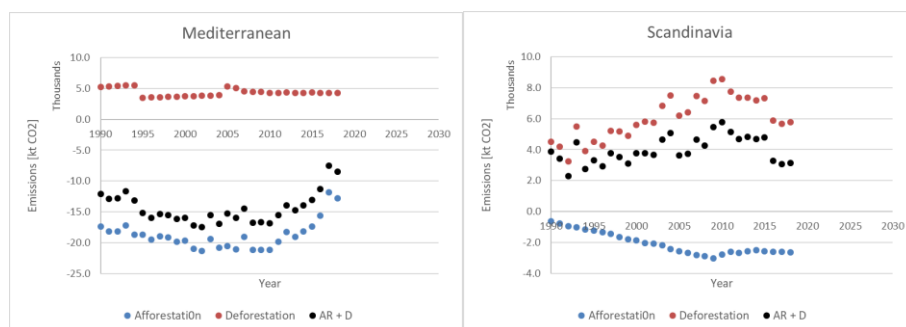 Mediterranean
Thousands
Emissions [kt CO2]
10.0
5.0
0.0
1990 1995 2000 2005 2010 2015 2020 2025 2030
-5.0
-10.0
-15.0
-20.0
-25.0
Year
Afforestati0n Deforestation AR + D
Scandinavia
Thousands
Emissions [kt CO2]
10.0
8.0
6.0
4.0
2.0
0.0
1990 1995 2000 2005 2010 2015 2020 2025 2030
-2.0
-4.0
Year
Afforestati0n Deforestation AR + D